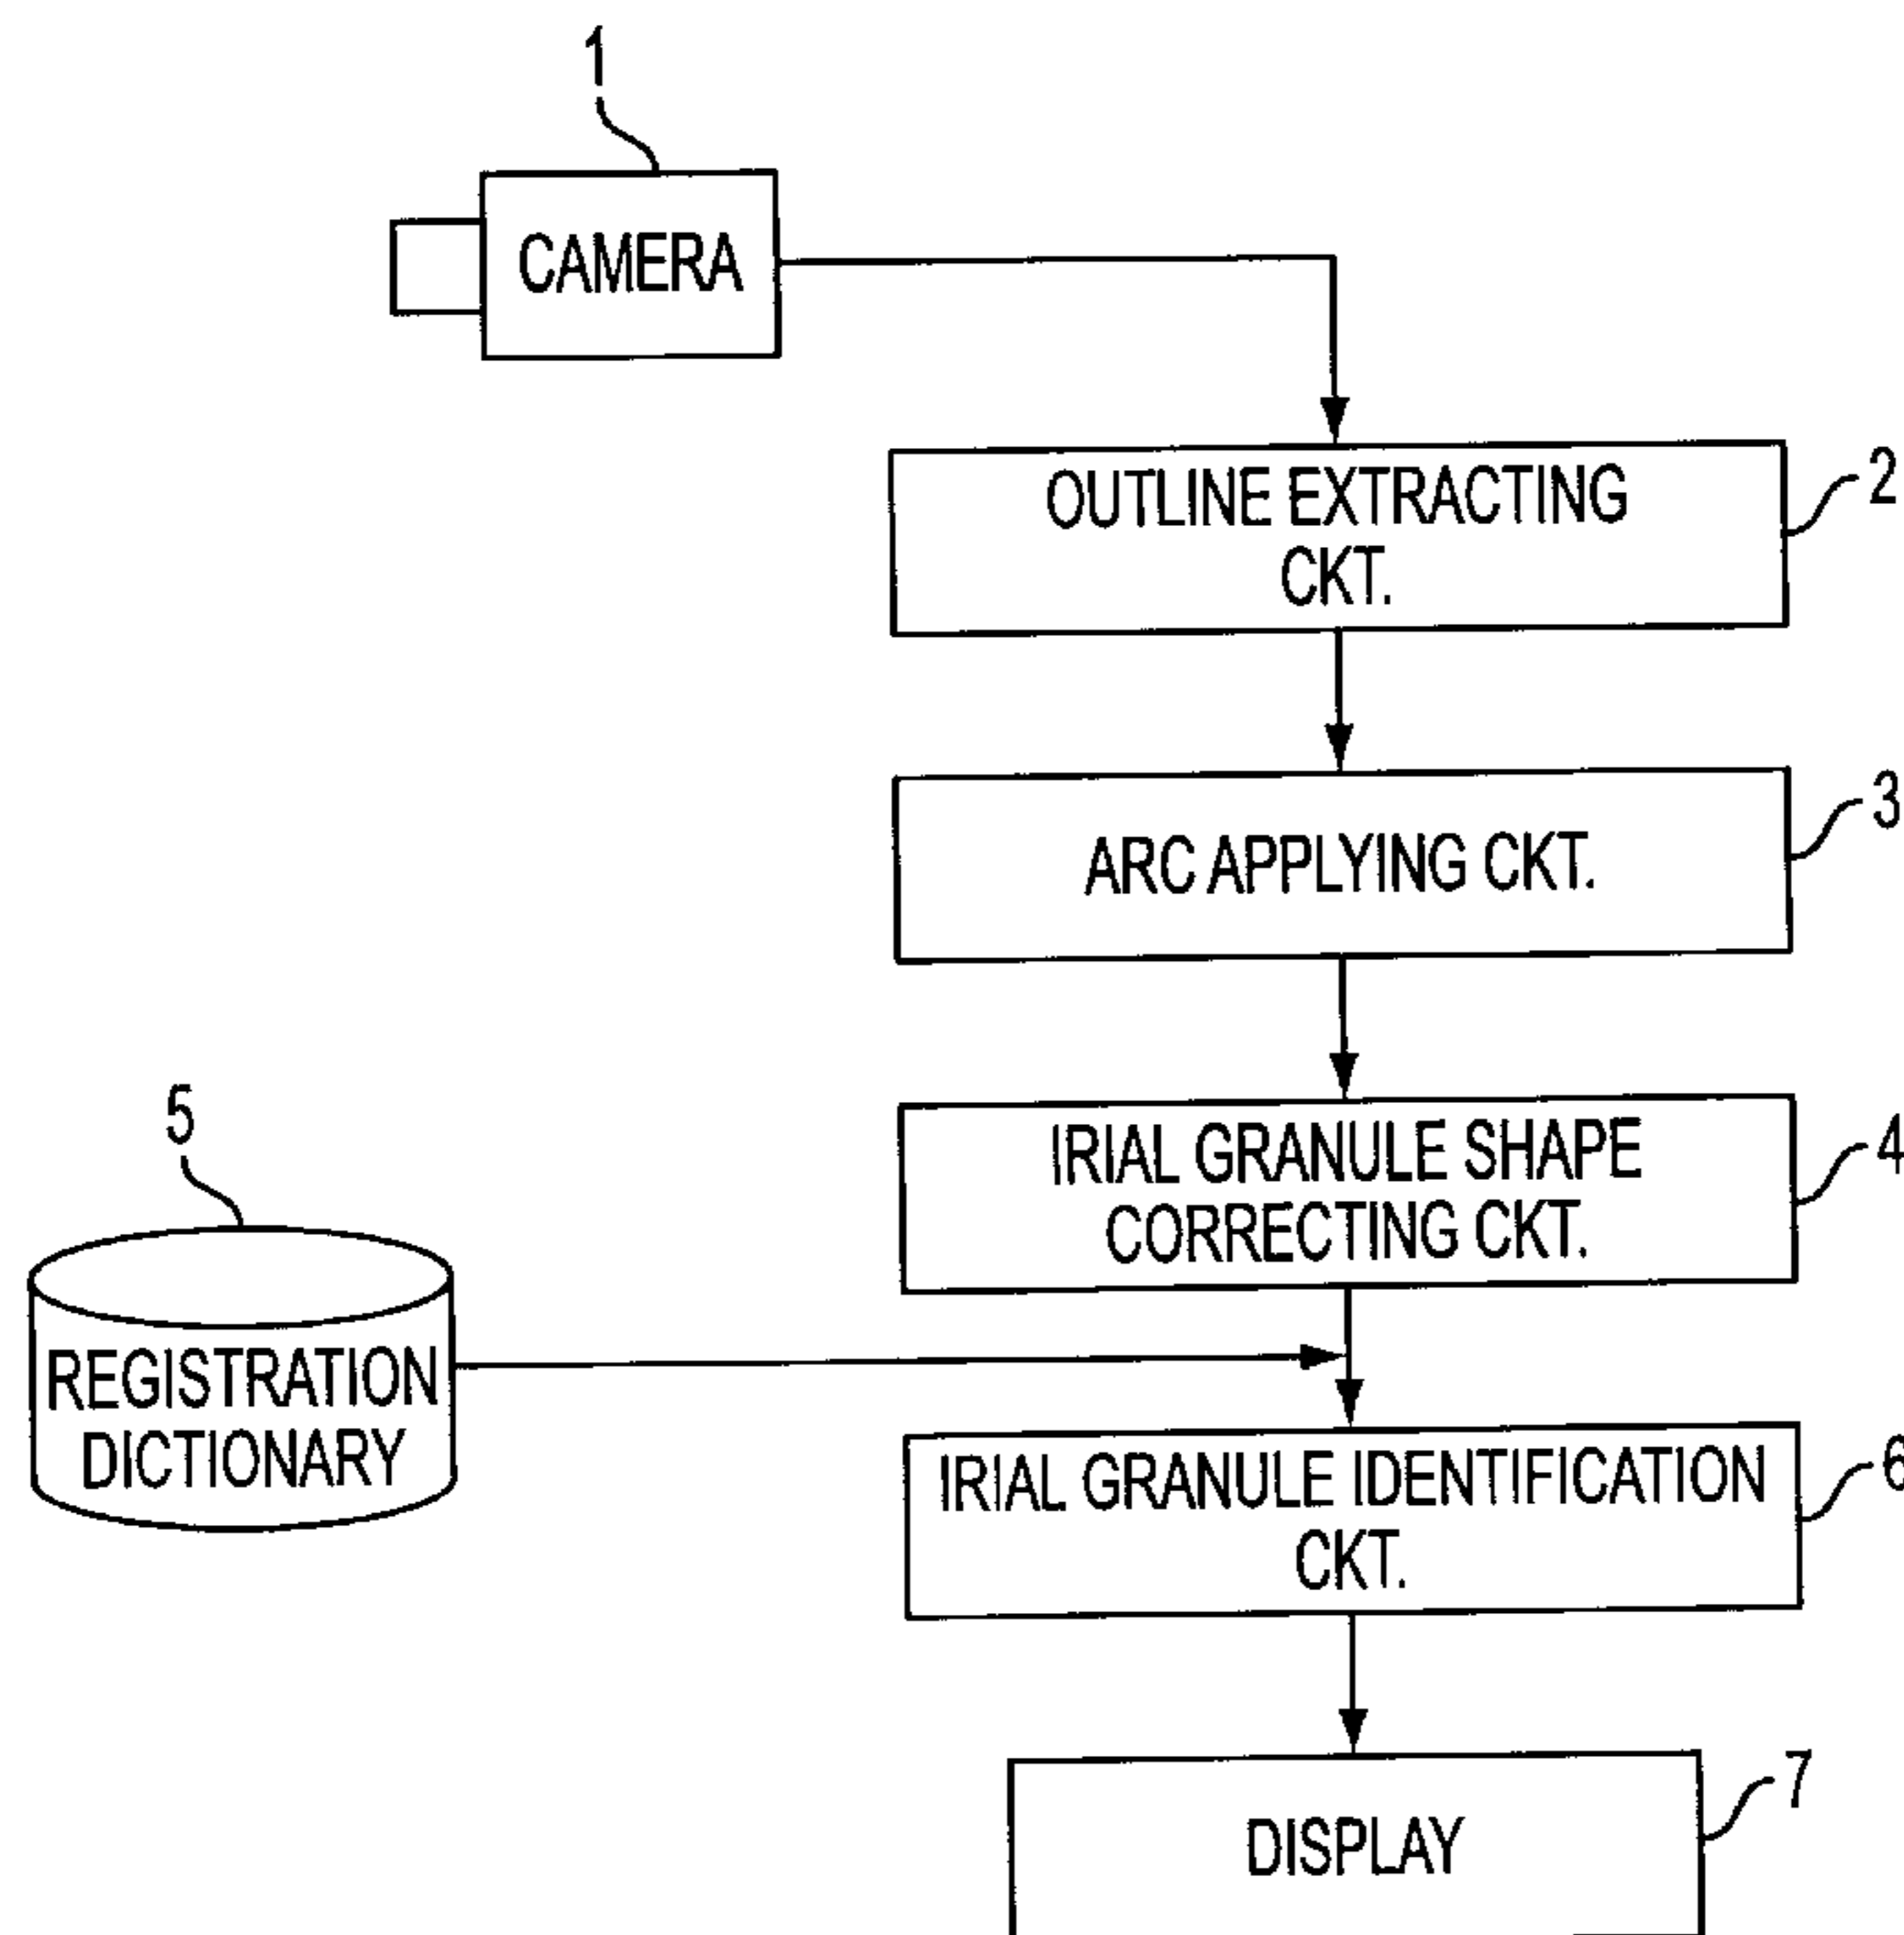 1
CAMERA
OUTLINE EXTRACTING
CKT.
2
ARC APPLYING CKT.
3
IRIAL GRANULE SHAPE
CORRECTING CKT.
4
5
REGISTRATION
DICTIONARY
IRIAL GRANULE IDENTIFICATION
CKT.
6
DISPLAY
7